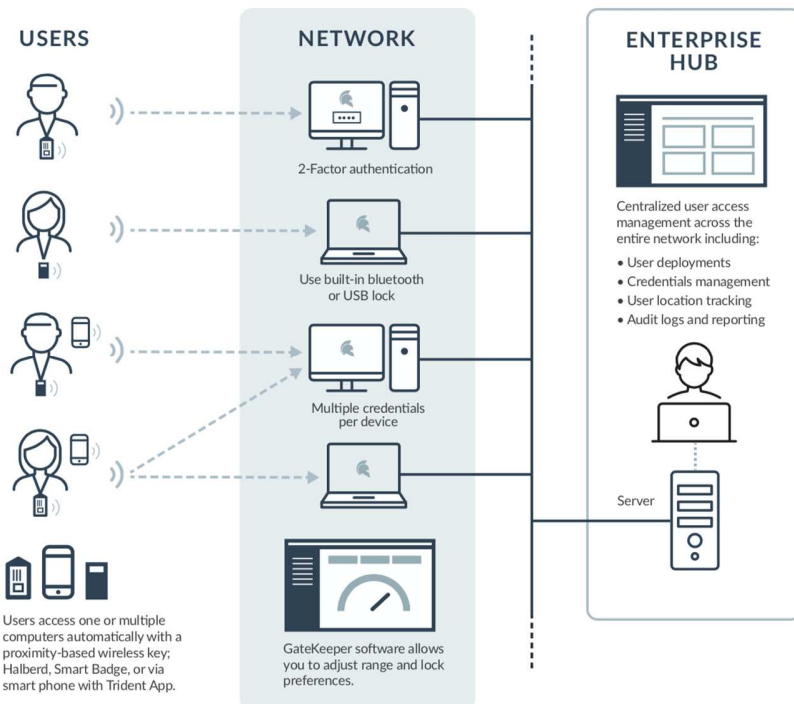 USERS
NETWORK
2-Factor authentication
Use built-in bluetooth
or USB lock
Multiple credentials
per device
GateKeeper software allows
you to adjust range and lock
preferences.
Users access one or multiple
computers automatically with a
proximity-based wireless key;
Halberd, Smart Badge, or via
smart phone with Trident App.
ENTERPRISE
HUB
Centralized user access
management across the
entire network including:
• User deployments
• Credentials management
• User location tracking
• Audit logs and reporting
Server